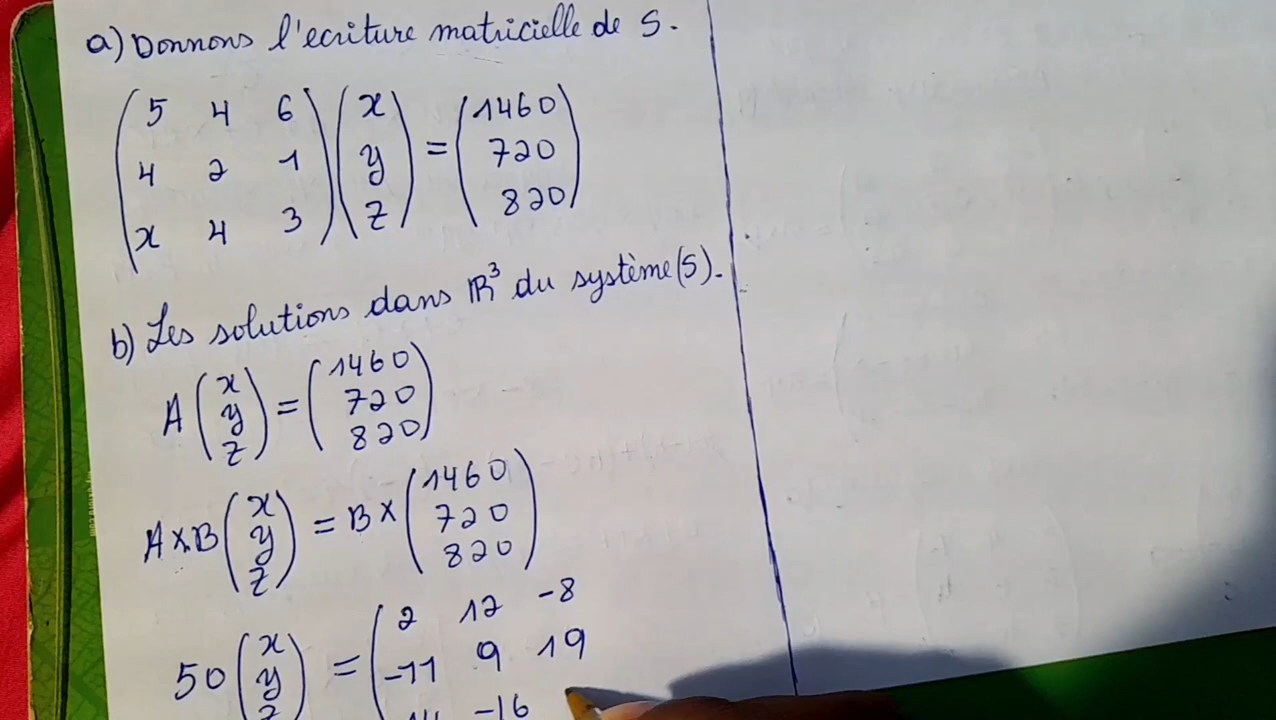 a) Donnons l'ecriture matricielle de S.
(5 4 6
4 2 1
x 4 3) (x
y
z) = (1460
720
820)
b) Les solutions dans ℝ³ du système (S).
A (x
y
z) = (1460
720
820)
A×B (x
y
z) = B × (1460
720
820)
50 (x
y
z) = (2 12 -8
-11 9 19
-16